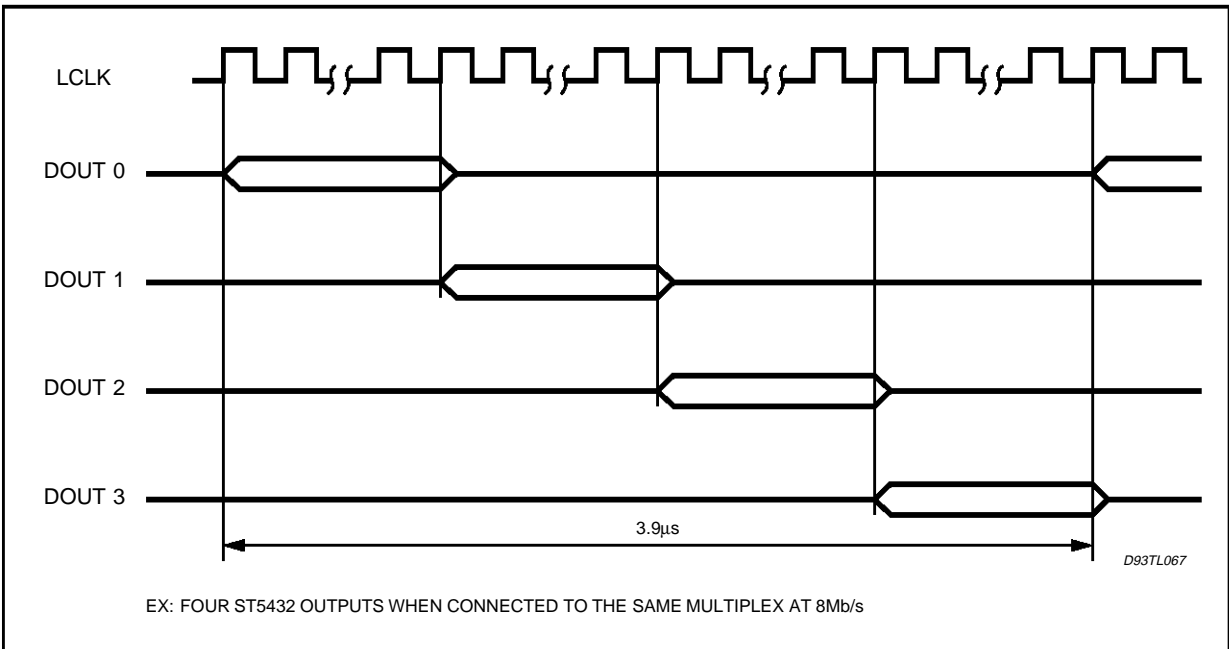 LCLK
DOUT 0
DOUT 1
DOUT 2
DOUT 3
3.9µs
D93TL067
EX: FOUR ST5432 OUTPUTS WHEN CONNECTED TO THE SAME MULTIPLEX AT 8Mb/s